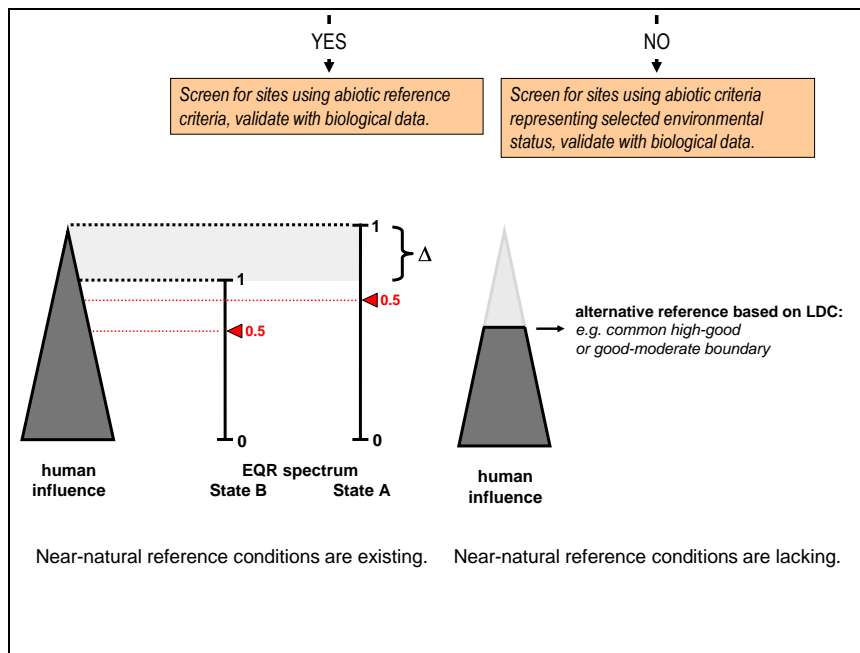 YES
NO
Screen for sites using abiotic reference
criteria, validate with biological data.
Screen for sites using abiotic criteria
representing selected environmental
status, validate with biological data.
1
Δ
1
0.5
0.5
alternative reference based on LDC:
e.g. common high-good
or good-moderate boundary
0
0
human
influence
EQR spectrum
State B
State A
human
influence
Near-natural reference conditions are existing.
Near-natural reference conditions are lacking.